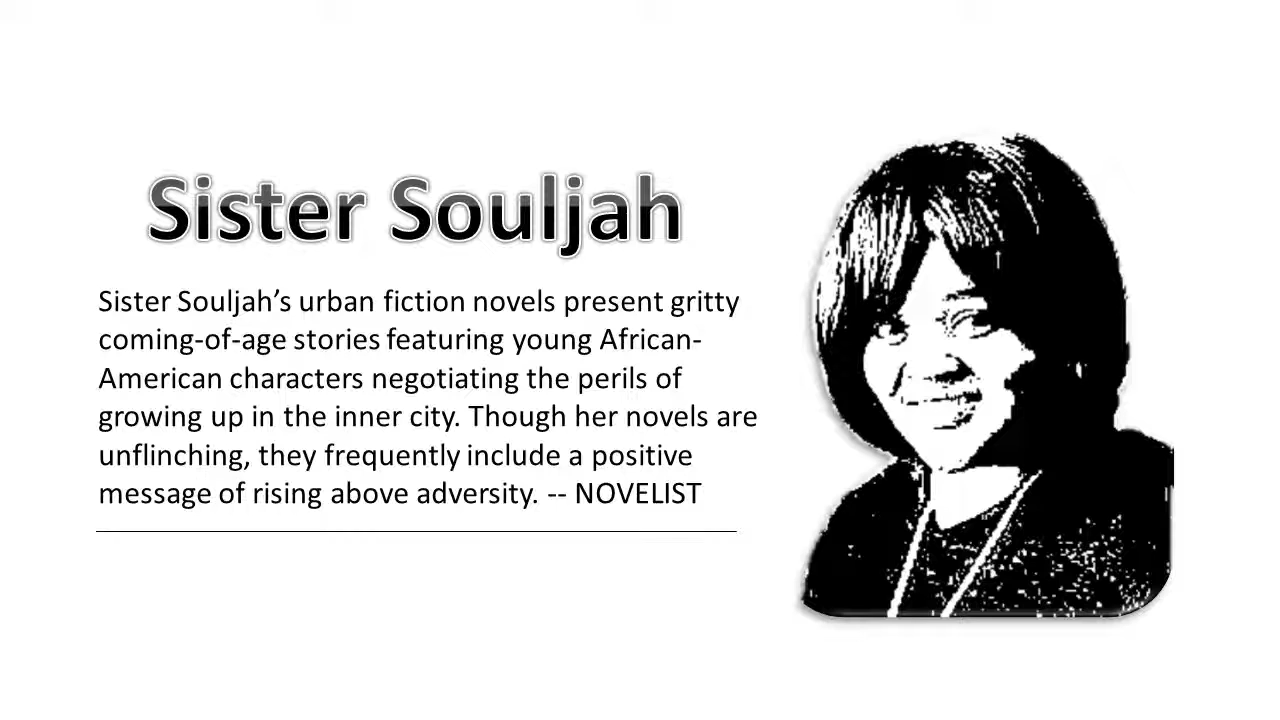 Sister Souljah
Sister Souljah’s urban fiction novels present gritty
coming-of-age stories featuring young African-
American characters negotiating the perils of
growing up in the inner city. Though her novels are
unflinching, they frequently include a positive
message of rising above adversity. -- NOVELIST